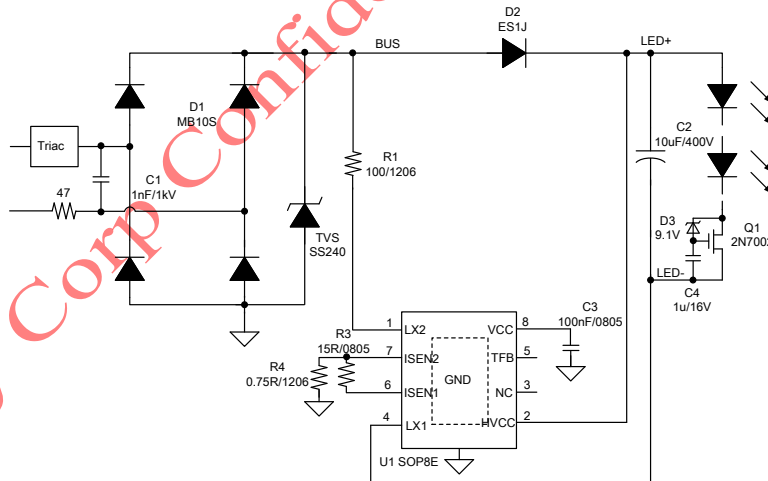 Corp Confide
BUS
D2
ES1J
LED+
D1
MB10S
Triac
C1
1nF/1kV
47
R1
100/1206
TVS
SS240
C2
10uF/400V
D3
9.1V
Q1
2N7002
LED-
C4
1u/16V
R3
15R/0805
R4
0.75R/1206
1
LX2
7
ISEN2
6
ISEN1
4
LX1
GND
VCC
8
TFB
5
NC
3
HVCC
2
C3
100nF/0805
U1 SOP8E